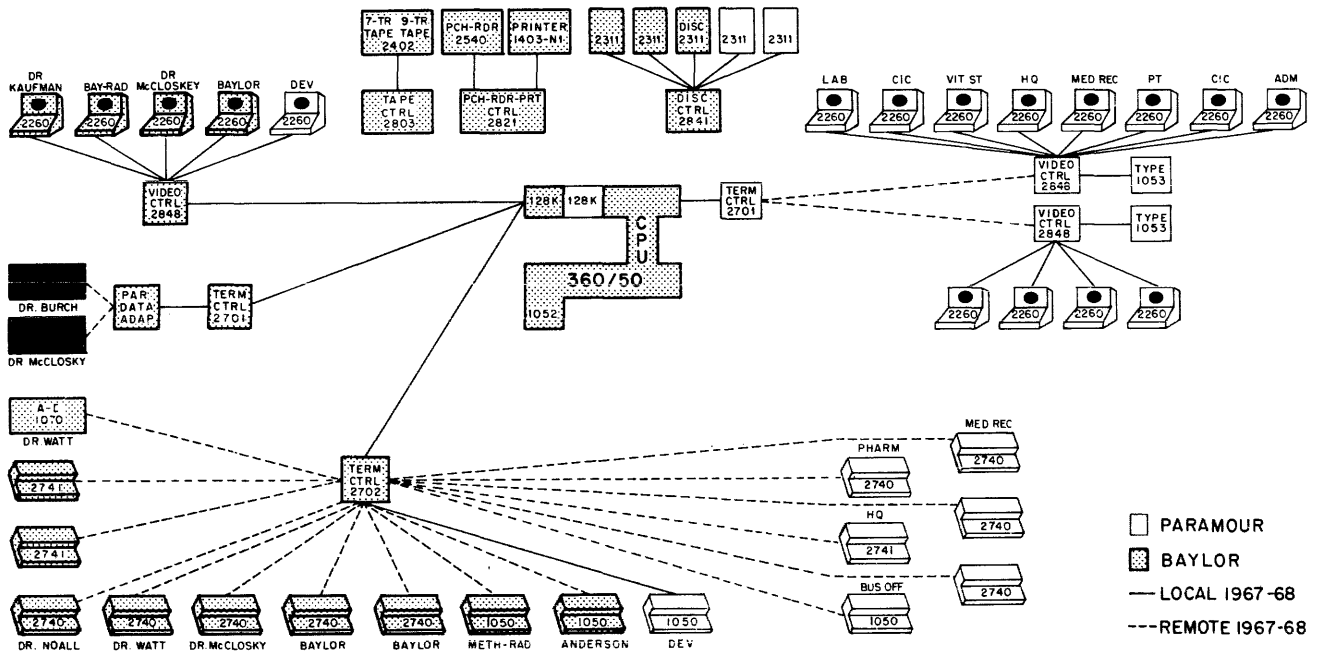 7-TR 9-TR
TAPE TAPE
2402
PCH-RDR
2540
PRINTER
1403-N1
2311
2311
DISC
2311
2311
2311
TAPE
CTRL
2803
PCH-RDR-PRT
CTRL
2821
DISC
CTRL
2841
DR
KAUFMAN
BAY-RAD
DR
McCLOSKEY
BAYLOR
DEV
2260
2260
2260
2260
2260
LAB
CIC
VIT ST
HQ
MED REC
PT
CIC
ADM
2260
2260
2260
2260
2260
2260
2260
2260
VIDEO
CTRL
2848
128K
128K
CPU
360/50
1052
TERM
CTRL
2701
VIDEO
CTRL
2848
TYPE
1053
VIDEO
CTRL
2848
TYPE
1053
2260
2260
2260
2260
DR. BURCH
DR McCLOSKY
PAR
DATA
ADAP
TERM
CTRL
2701
1070
DR WATT
2741
2741
TERM
CTRL
2702
MED REC
2740
PHARM
2740
2740
HQ
2741
2740
BUS OFF
1050
2740
2740
2740
2740
2740
1050
1050
1050
DR. NOALL
DR. WATT
DR. McCLOSKY
BAYLOR
BAYLOR
METH-RAD
ANDERSON
DEV
PARAMOUR
BAYLOR
LOCAL 1967-68
REMOTE 1967-68